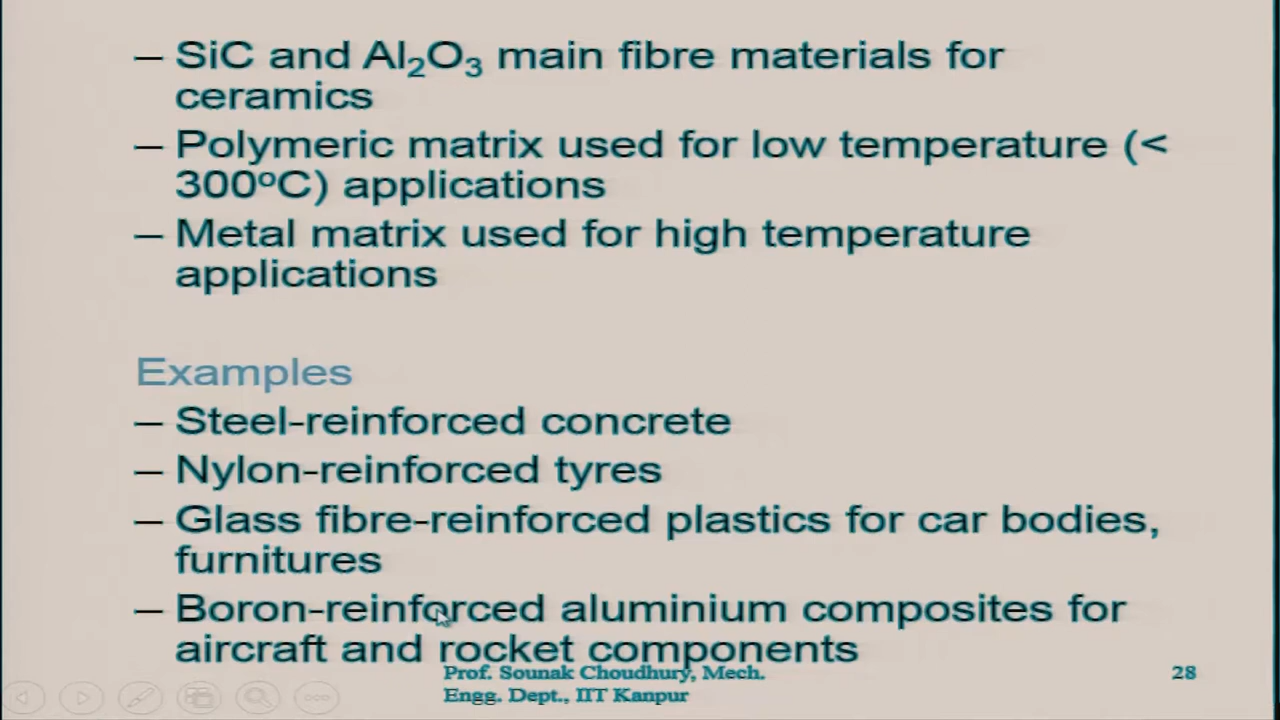 – SiC and Al₂O₃ main fibre materials for
ceramics
– Polymeric matrix used for low temperature (<
300ºC) applications
– Metal matrix used for high temperature
applications
Examples
– Steel-reinforced concrete
– Nylon-reinforced tyres
– Glass fibre-reinforced plastics for car bodies,
furnitures
– Boron-reinforced aluminium composites for
aircraft and rocket components
Prof. Sounak Choudhury, Mech.
Engg. Dept., IIT Kanpur
28